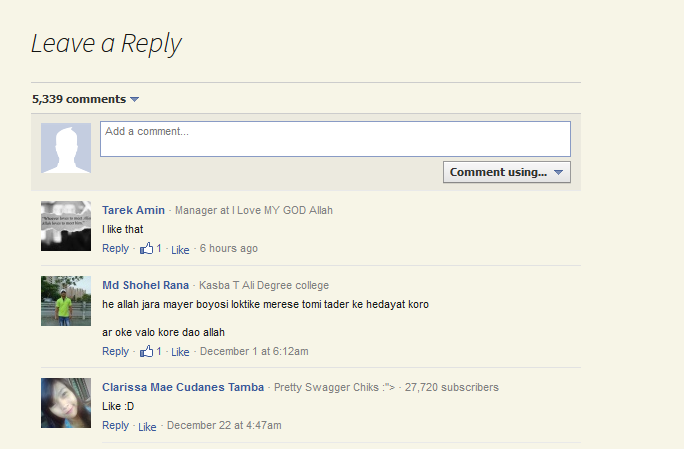 Leave a Reply
5,339 comments
Add a comment...
Comment using...
Tarek Amin · Manager at I Love MY GOD Allah
I like that
Reply · 1 · Like · 6 hours ago
Md Shohel Rana · Kasba T Ali Degree college
he allah jara mayer boyosi loktike merese tomi tader ke hedayat koro
ar oke valo kore dao allah
Reply · 1 · Like · December 1 at 6:12am
Clarissa Mae Cudanes Tamba · Pretty Swagger Chiks :"> · 27,720 subscribers
Like :D
Reply · Like · December 22 at 4:47am